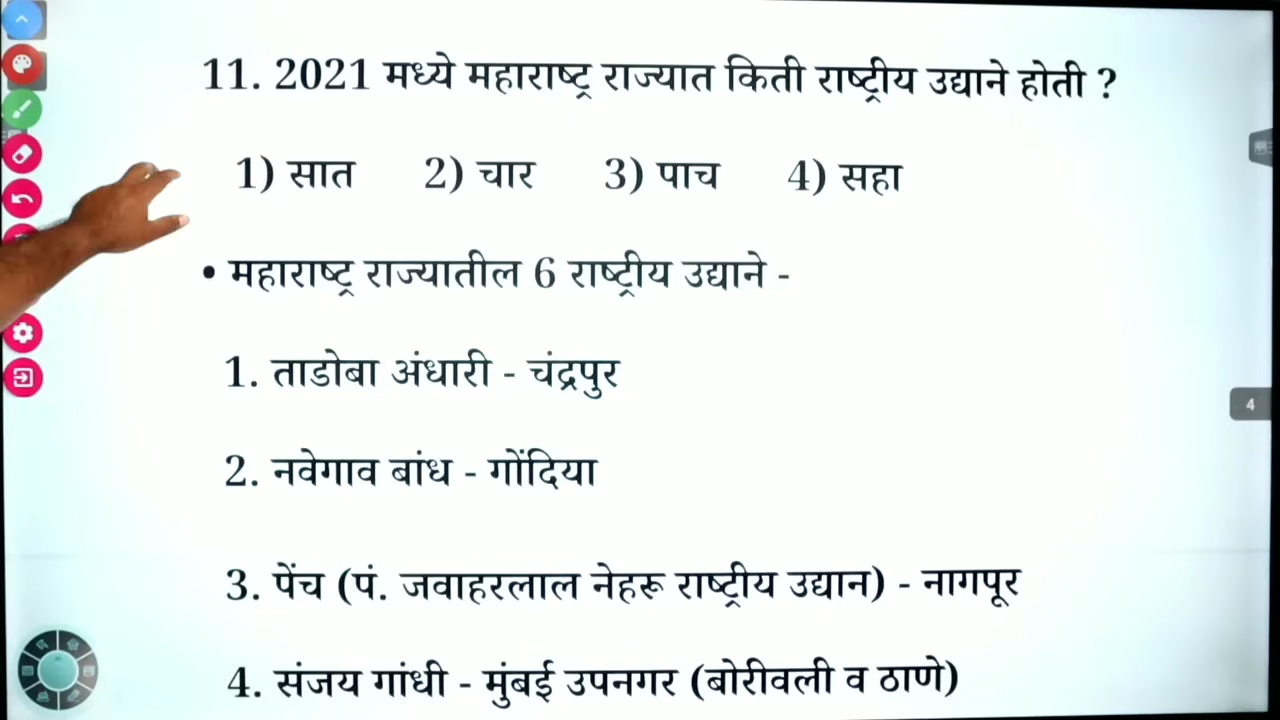 11. 2021 मध्ये महाराष्ट्र राज्यात किती राष्ट्रीय उद्याने होती ?
1) सात 2) चार 3) पाच 4) सहा
• महाराष्ट्र राज्यातील 6 राष्ट्रीय उद्याने -
1. ताडोबा अंधारी - चंद्रपुर
2. नवेगाव बांध - गोंदिया
4
3. पेंच (पं. जवाहरलाल नेहरू राष्ट्रीय उद्यान) - नागपूर
4. संजय गांधी - मुंबई उपनगर (बोरीवली व ठाणे)